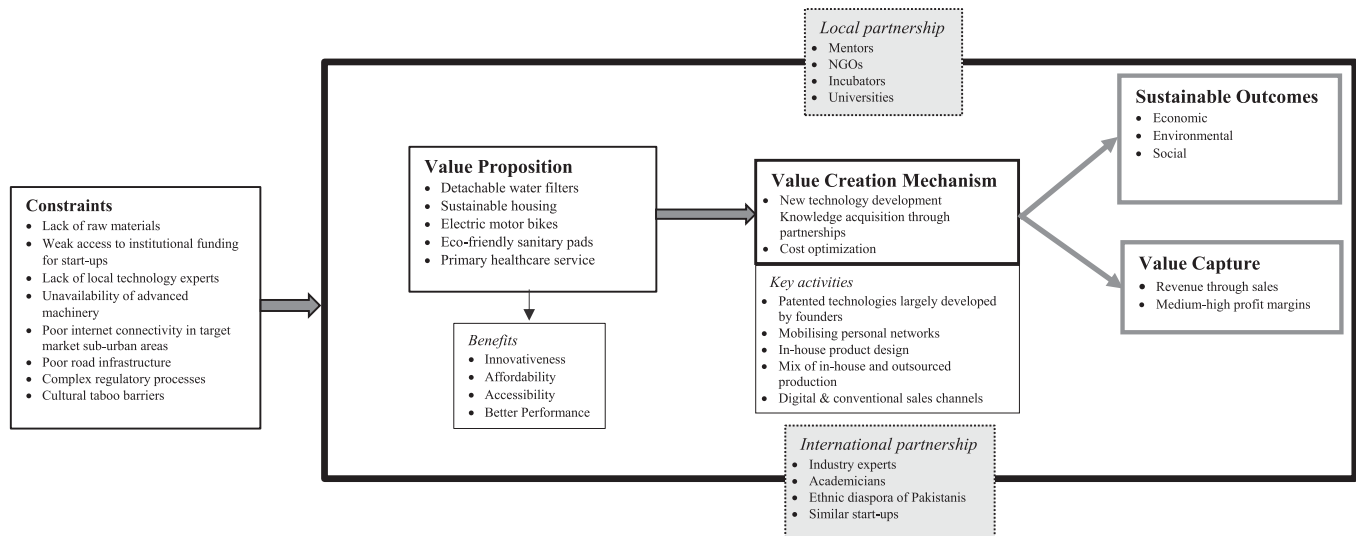 Local partnership
• Mentors
• NGOs
• Incubators
• Universities
Sustainable Outcomes
• Economic
• Environmental
• Social
Value Proposition
• Detachable water filters
• Sustainable housing
• Electric motor bikes
• Eco-friendly sanitary pads
• Primary healthcare service
Value Creation Mechanism
• New technology development
Knowledge acquisition through
partnerships
• Cost optimization
Constraints
• Lack of raw materials
• Weak access to institutional funding
for start-ups
• Lack of local technology experts
• Unavailability of advanced
machinery
• Poor internet connectivity in target
market sub-urban areas
• Poor road infrastructure
• Complex regulatory processes
• Cultural taboo barriers
Value Capture
• Revenue through sales
• Medium-high profit margins
Key activities
• Patented technologies largely developed
by founders
• Mobilising personal networks
• In-house product design
• Mix of in-house and outsourced
production
• Digital & conventional sales channels
Benefits
• Innovativeness
• Affordability
• Accessibility
• Better Performance
International partnership
• Industry experts
• Academicians
• Ethnic diaspora of Pakistanis
• Similar start-ups